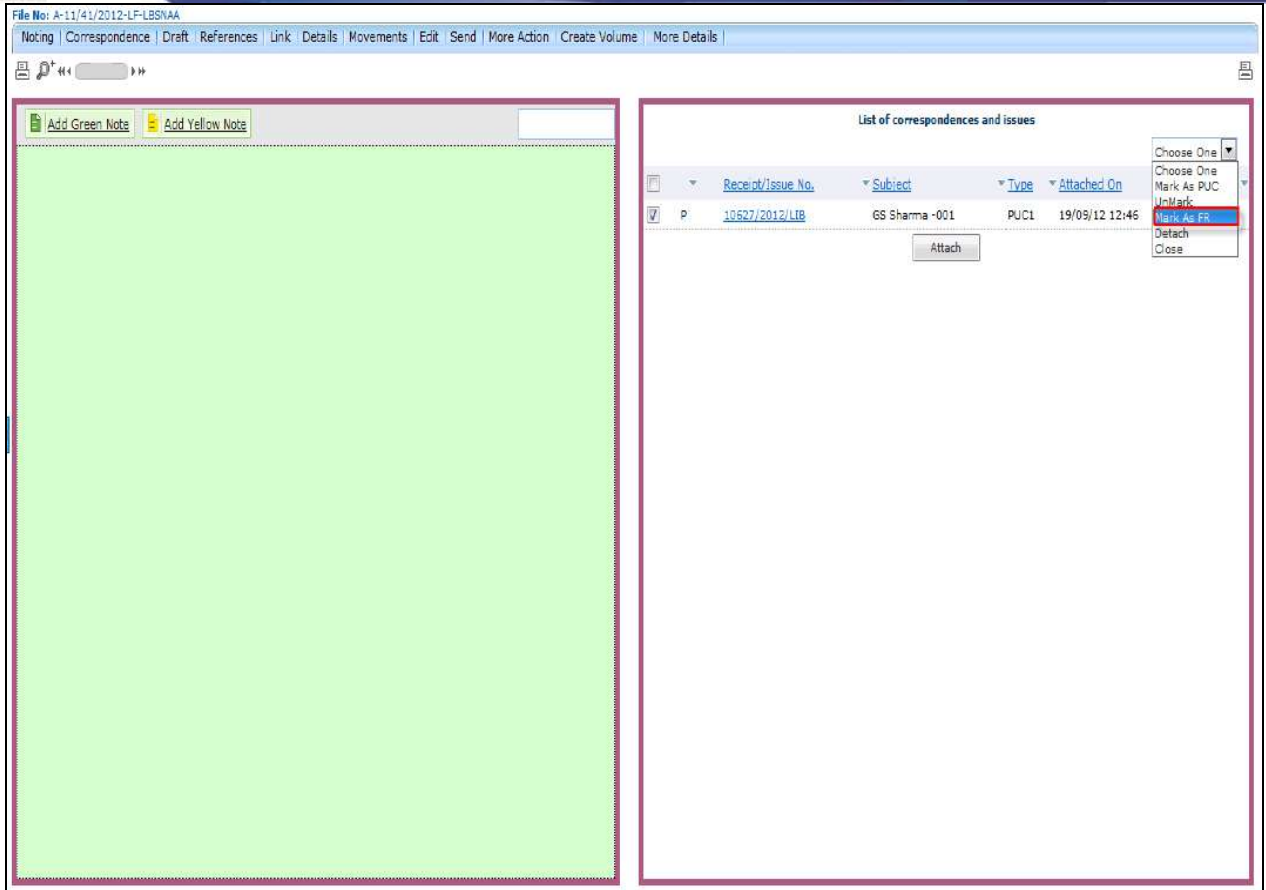 File No: A-11/41/2012-LF-LBSNAA
Noting | Correspondence | Draft | References | Link | Details | Movements | Edit | Send | More Action | Create Volume | More Details |
Add Green Note Add Yellow Note
List of correspondences and issues
Choose One
Choose One
Mark As PUC
UnMark
Mark As FR
Detach
Close
Receipt/Issue No. Subject Type Attached On
P 10627/2012/LIB GS Sharma -001 PUC1 19/09/12 12:46
Attach